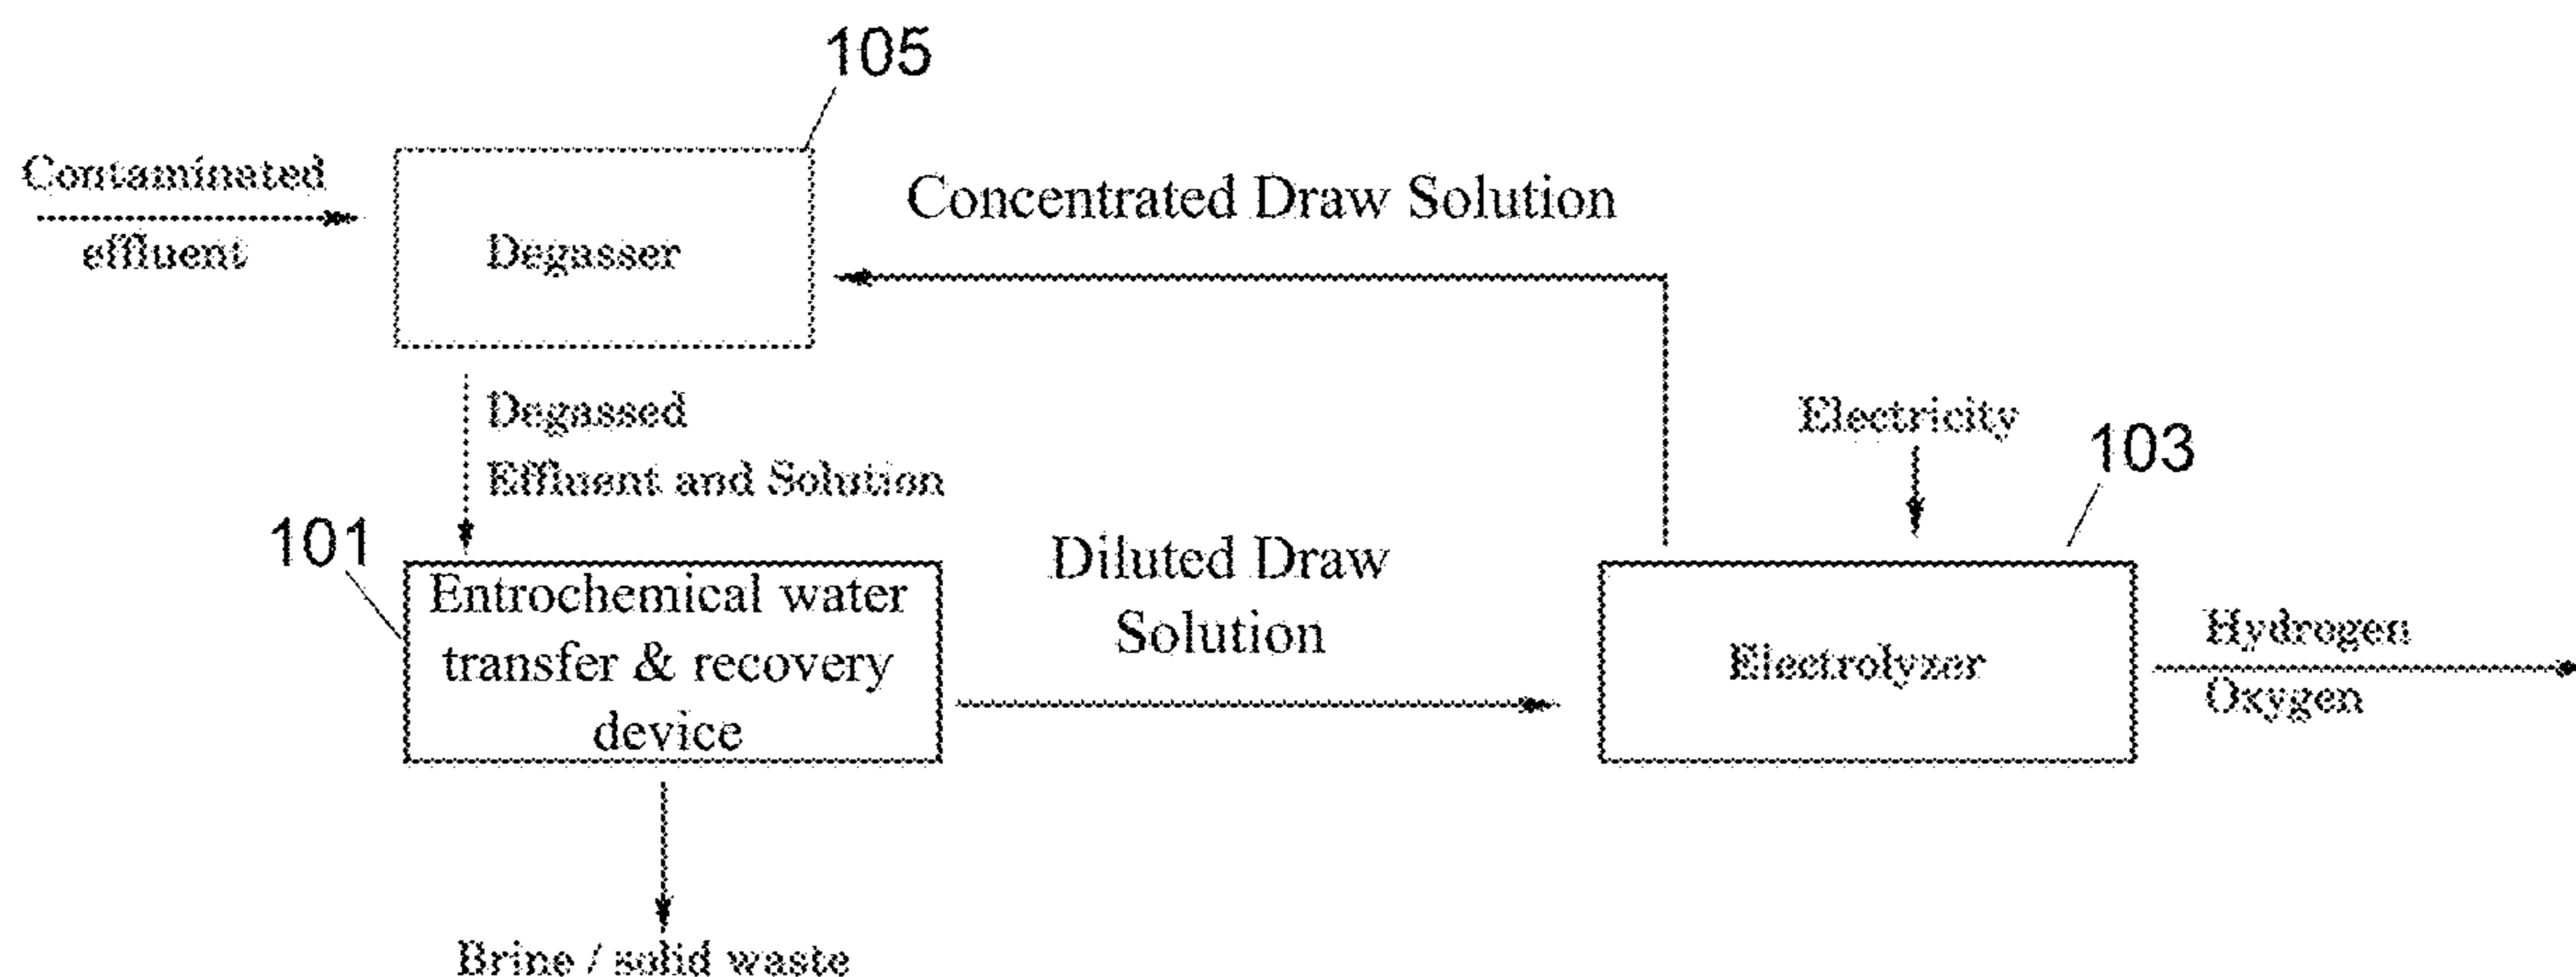 105
Contaminated
effluent
Degasser
Concentrated Draw Solution
Degassed
Effluent and Solution
Electricity
103
101
Entrochemical water
transfer & recovery
device
Diluted Draw
Solution
Electrolyzer
Hydrogen
Oxygen
Brine / solid waste